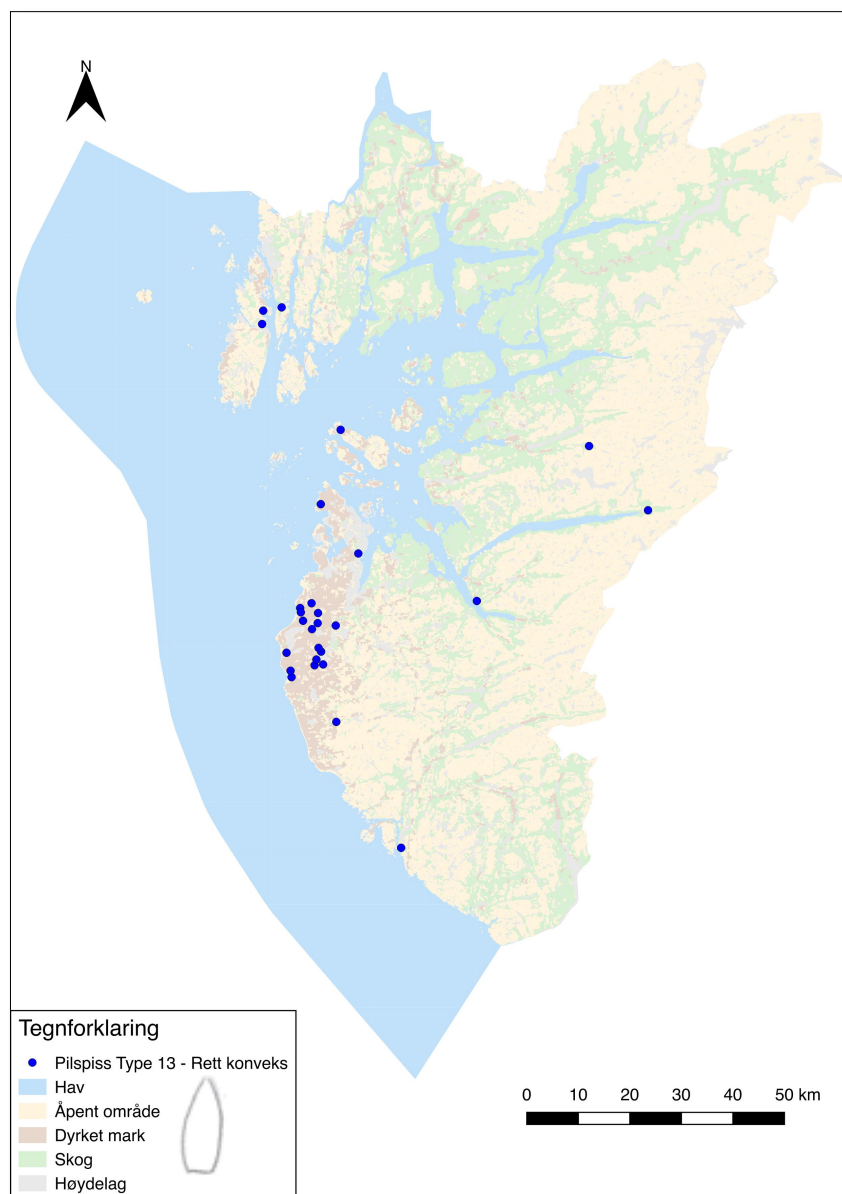 N
Tegnforklaring
Pilspiss Type 13 - Rett konveks
Hav
Åpent område
Dyrket mark
Skog
Høydelag
0 10 20 30 40 50 km